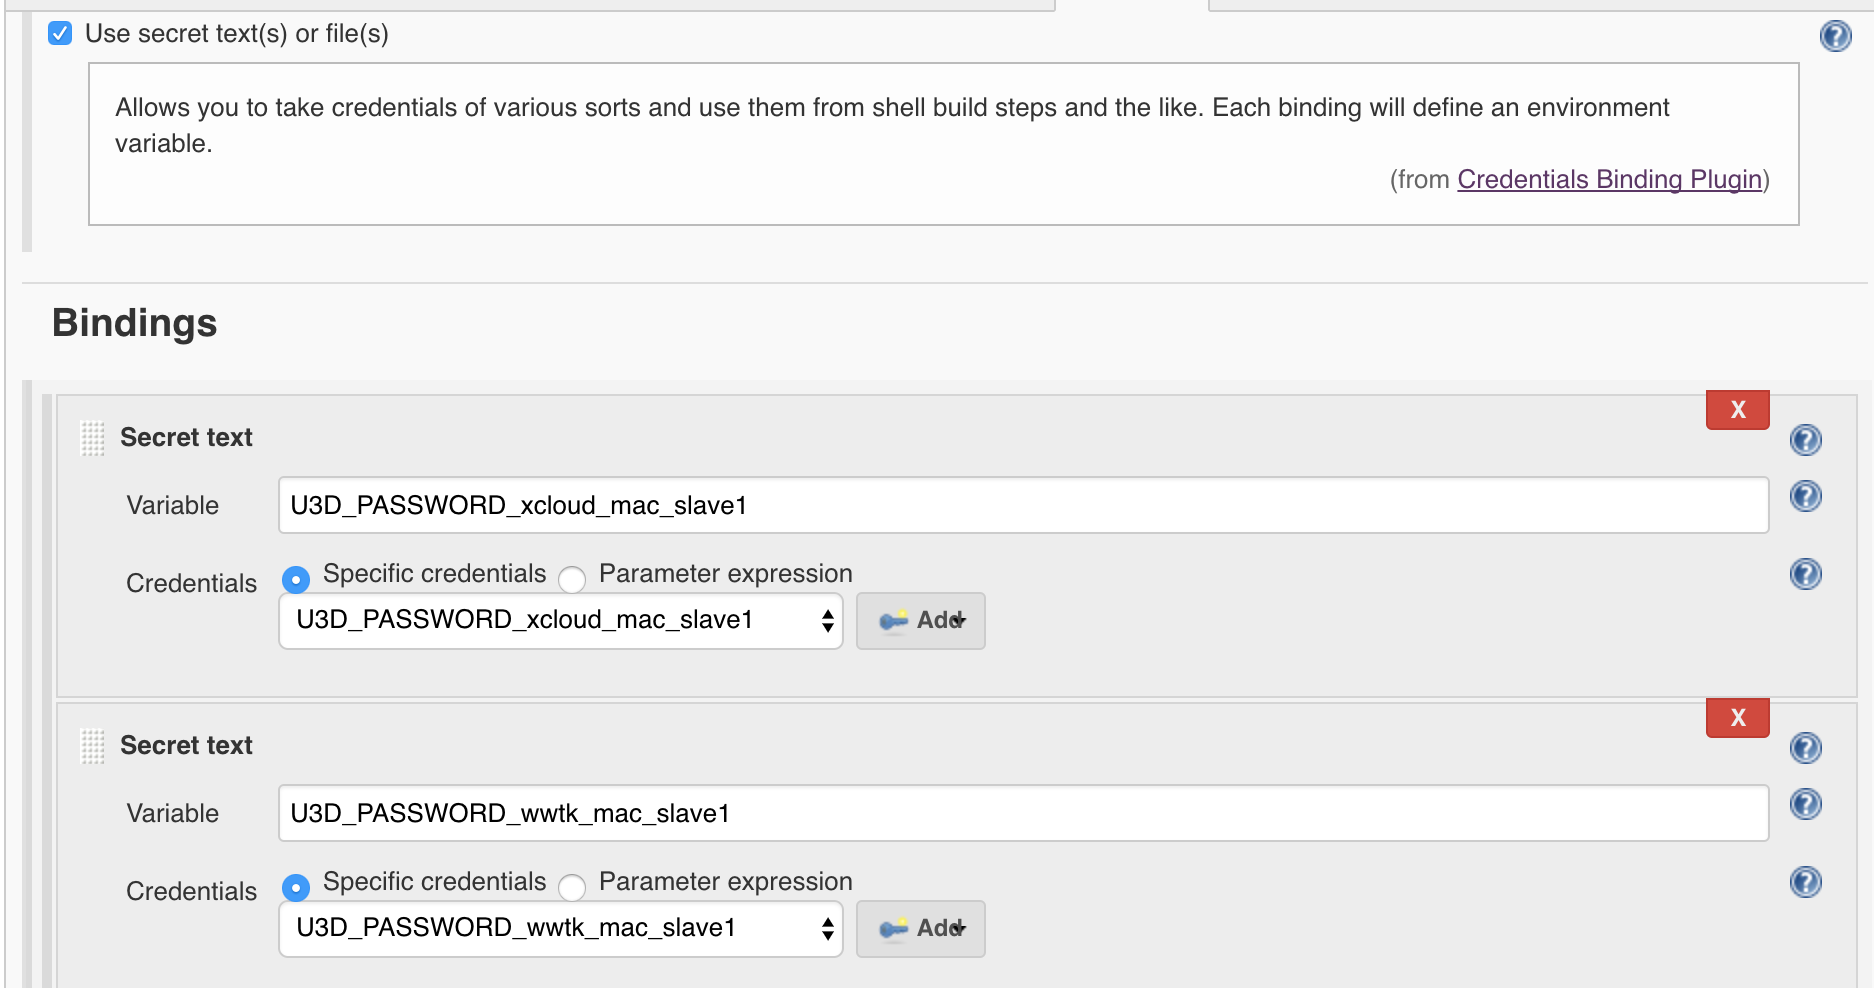 Use secret text(s) or file(s)
Allows you to take credentials of various sorts and use them from shell build steps and the like. Each binding will define an environment
variable.
(from Credentials Binding Plugin)
Bindings
X
Secret text
Variable U3D_PASSWORD_xcloud_mac_slave1
Credentials Specific credentials Parameter expression
U3D_PASSWORD_xcloud_mac_slave1 Add
X
Secret text
Variable U3D_PASSWORD_wwtk_mac_slave1
Credentials Specific credentials Parameter expression
U3D_PASSWORD_wwtk_mac_slave1 Add